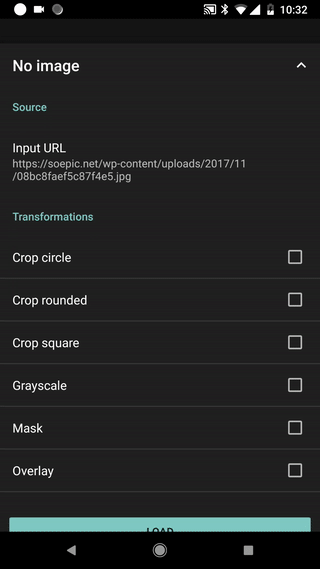 10:32
No image
Source
Input URL
https://soepic.net/wp-content/uploads/2017/11
/08bc8faef5c87f4e5.jpg
Transformations
Crop circle
Crop rounded
Crop square
Grayscale
Mask
Overlay
LOAD